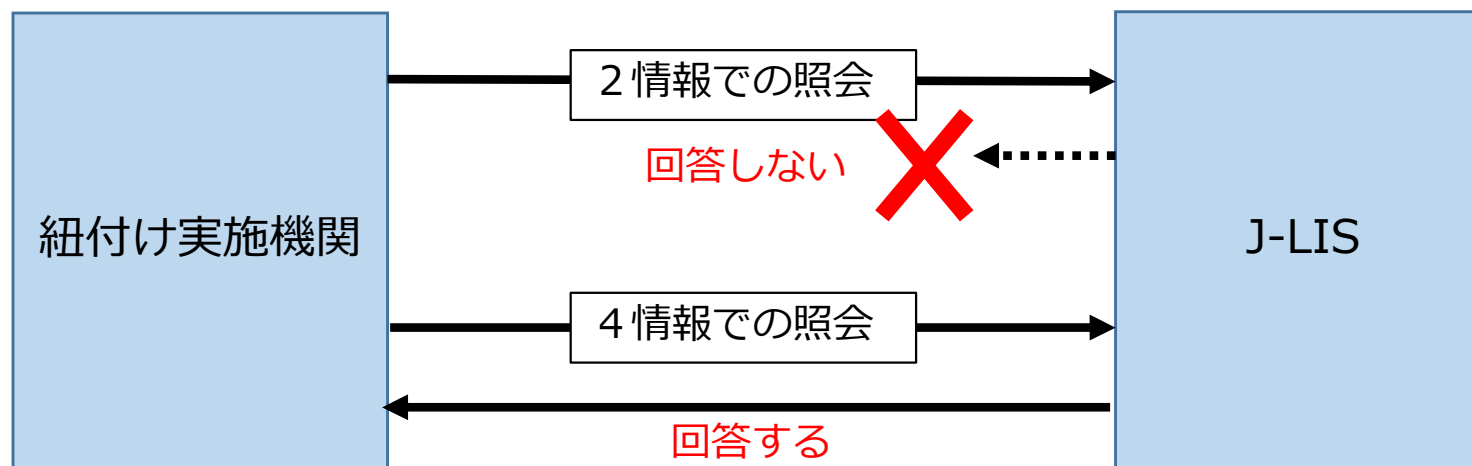 ２情報での照会
回答しない
紐付け実施機関
J-LIS
４情報での照会
回答する